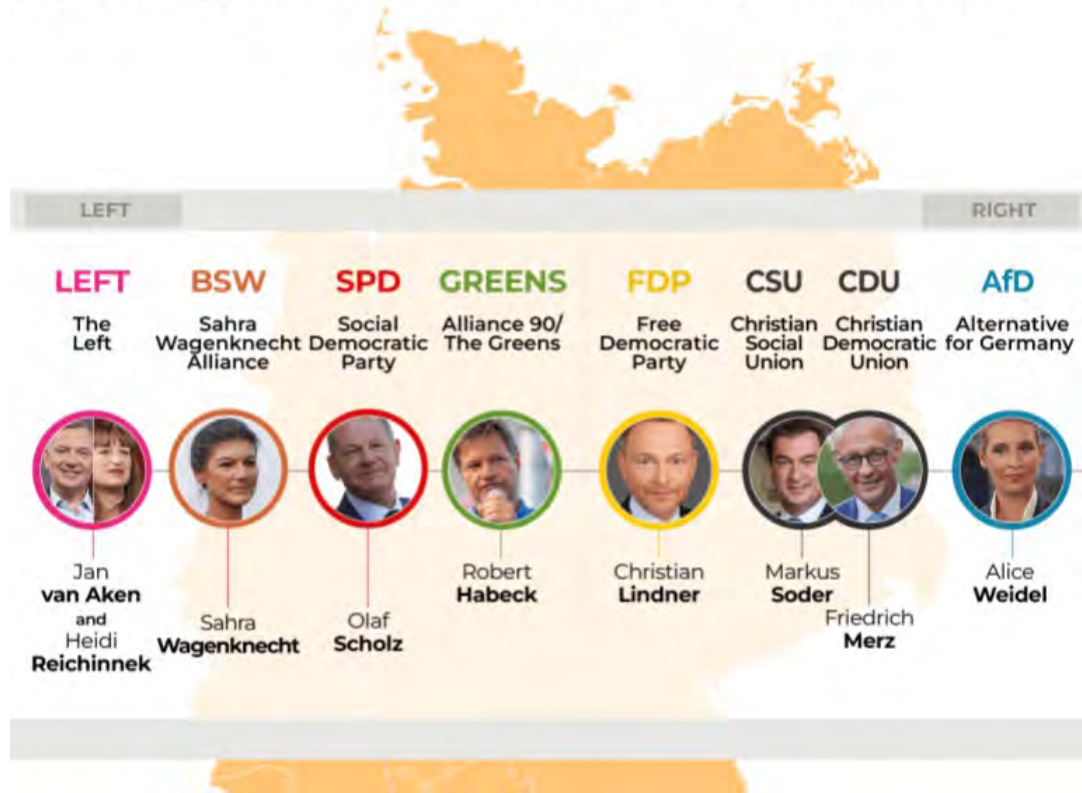 LEFT
RIGHT
LEFT
The
Left
BSW
Sahra
Wagenknecht
Alliance
SPD
Social
Democratic
Party
GREENS
Alliance 90/
The Greens
FDP
Free
Democratic
Party
CSU
Christian
Social
Union
CDU
Christian
Democratic
Union
AfD
Alternative
for Germany
Jan
van Aken
and
Heidi
Reichinnek
Sahra
Wagenknecht
Olaf
Scholz
Robert
Habeck
Christian
Lindner
Markus
Soder
Friedrich
Merz
Alice
Weidel